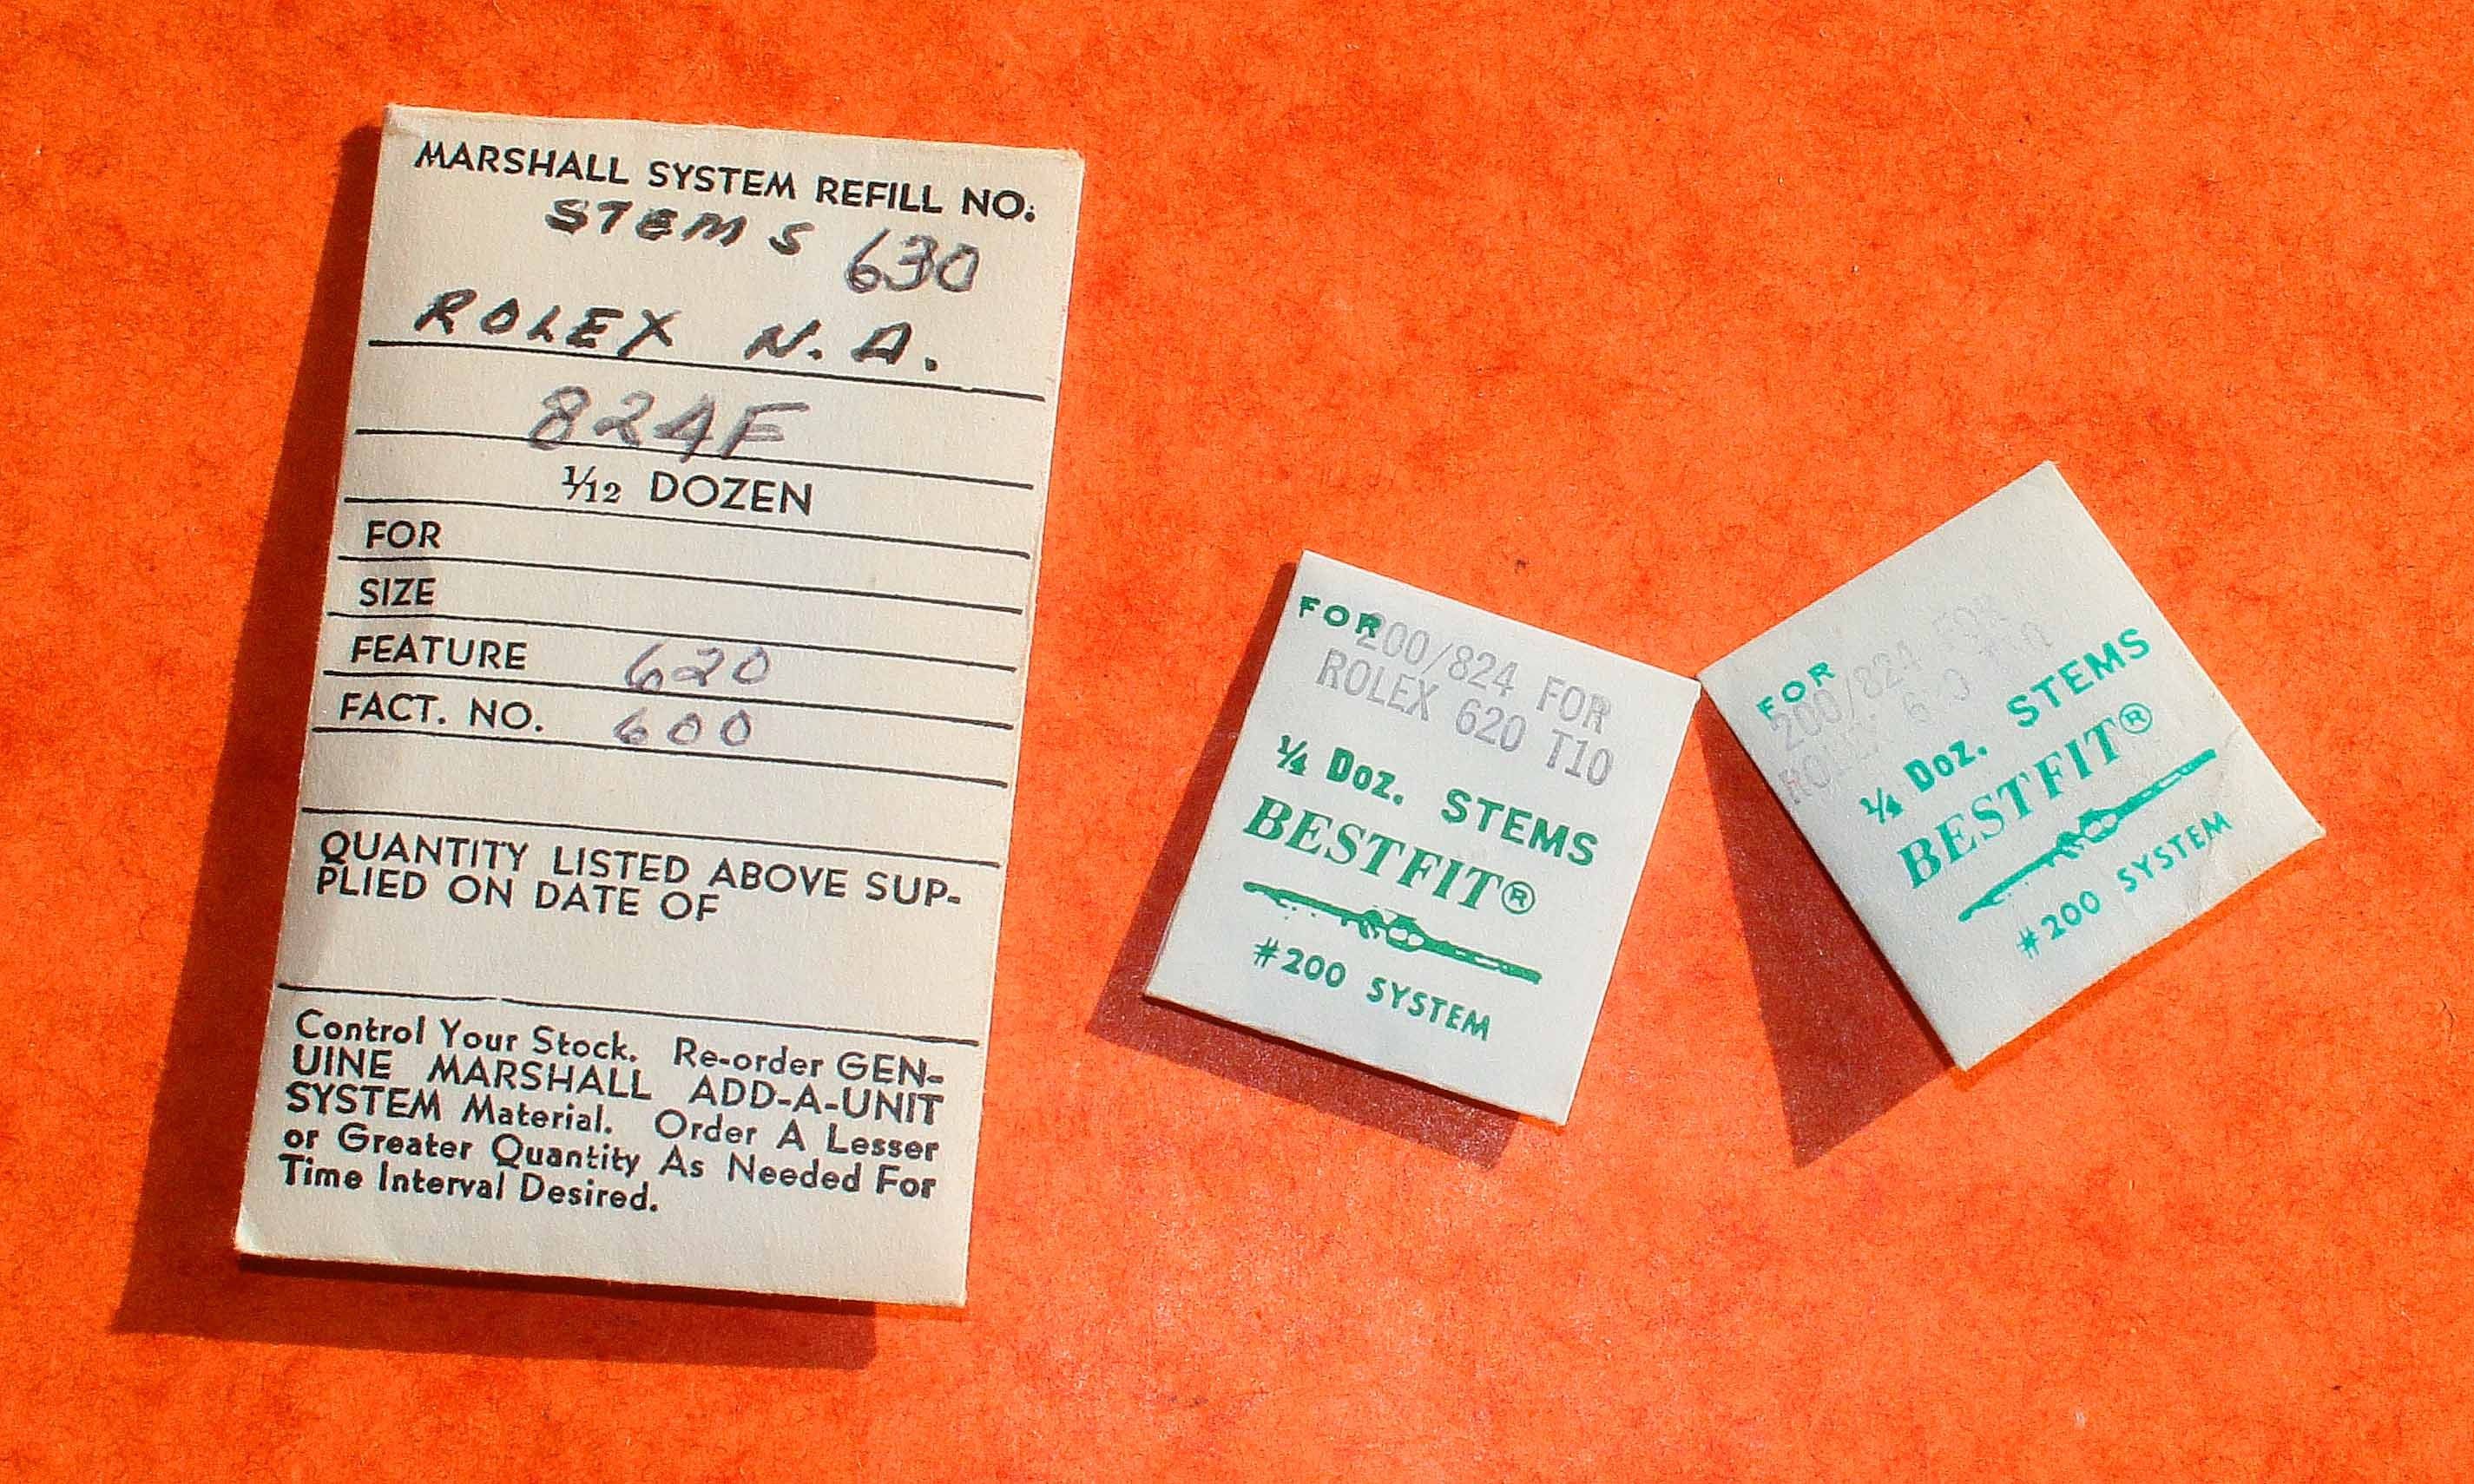 MARSHALL SYSTEM REFILL NO.
STEMS 630
ROLEX N.A.
824F
1/12 DOZEN
FOR
SIZE
FEATURE 620
FACT. NO. 600
QUANTITY LISTED ABOVE SUP-
PLIED ON DATE OF
Control Your Stock. Re-order GEN-
UINE MARSHALL ADD-A-UNIT
SYSTEM Material. Order A Lesser
or Greater Quantity As Needed For
Time Interval Desired.
FOR 200/824 FOR
ROLEX 620 T10
1/4 Doz. STEMS
BESTFIT®
#200 SYSTEM
FOR
200/824 FOR
1/4 Doz. STEMS
BESTFIT®
#200 SYSTEM